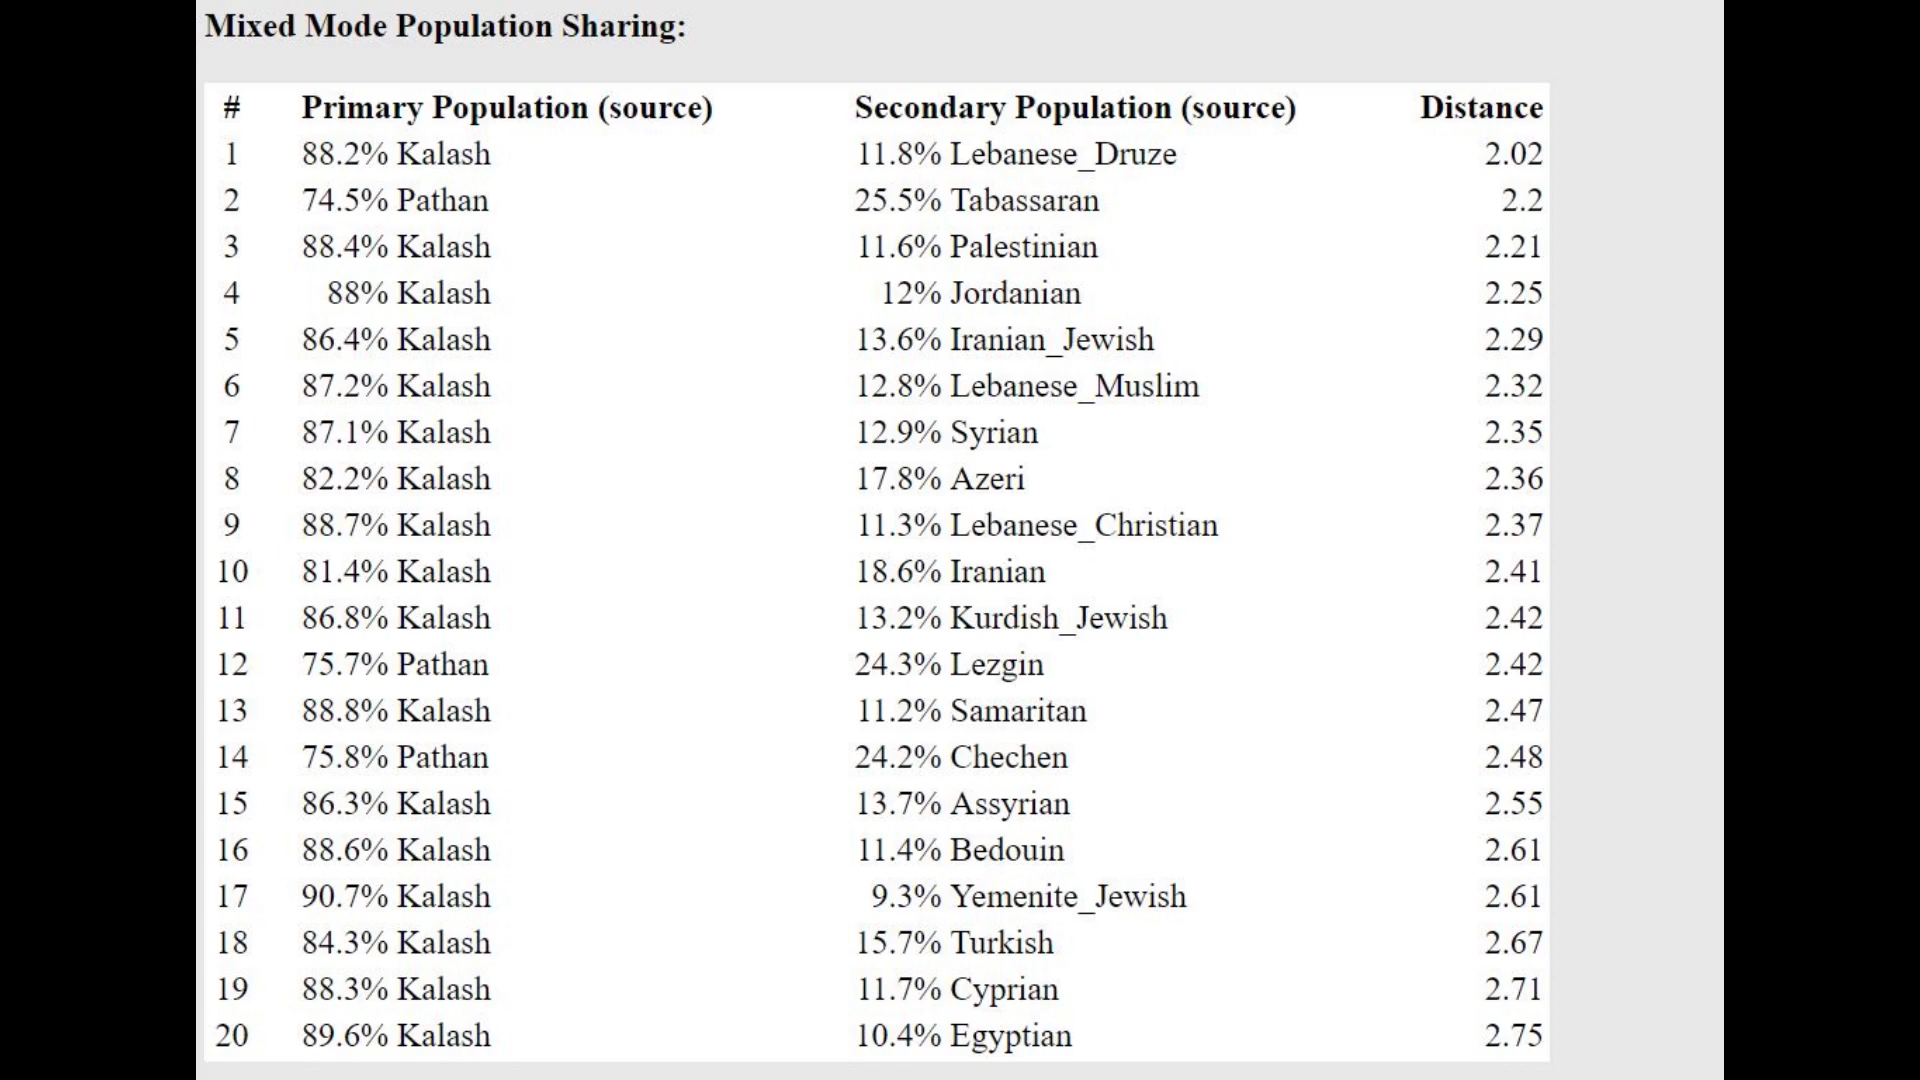 Mixed Mode Population Sharing:
# Primary Population (source) Secondary Population (source) Distance
1 88.2% Kalash 11.8% Lebanese_Druze 2.02
2 74.5% Pathan 25.5% Tabassaran 2.2
3 88.4% Kalash 11.6% Palestinian 2.21
4 88% Kalash 12% Jordanian 2.25
5 86.4% Kalash 13.6% Iranian_Jewish 2.29
6 87.2% Kalash 12.8% Lebanese_Muslim 2.32
7 87.1% Kalash 12.9% Syrian 2.35
8 82.2% Kalash 17.8% Azeri 2.36
9 88.7% Kalash 11.3% Lebanese_Christian 2.37
10 81.4% Kalash 18.6% Iranian 2.41
11 86.8% Kalash 13.2% Kurdish_Jewish 2.42
12 75.7% Pathan 24.3% Lezgin 2.42
13 88.8% Kalash 11.2% Samaritan 2.47
14 75.8% Pathan 24.2% Chechen 2.48
15 86.3% Kalash 13.7% Assyrian 2.55
16 88.6% Kalash 11.4% Bedouin 2.61
17 90.7% Kalash 9.3% Yemenite_Jewish 2.61
18 84.3% Kalash 15.7% Turkish 2.67
19 88.3% Kalash 11.7% Cyprian 2.71
20 89.6% Kalash 10.4% Egyptian 2.75